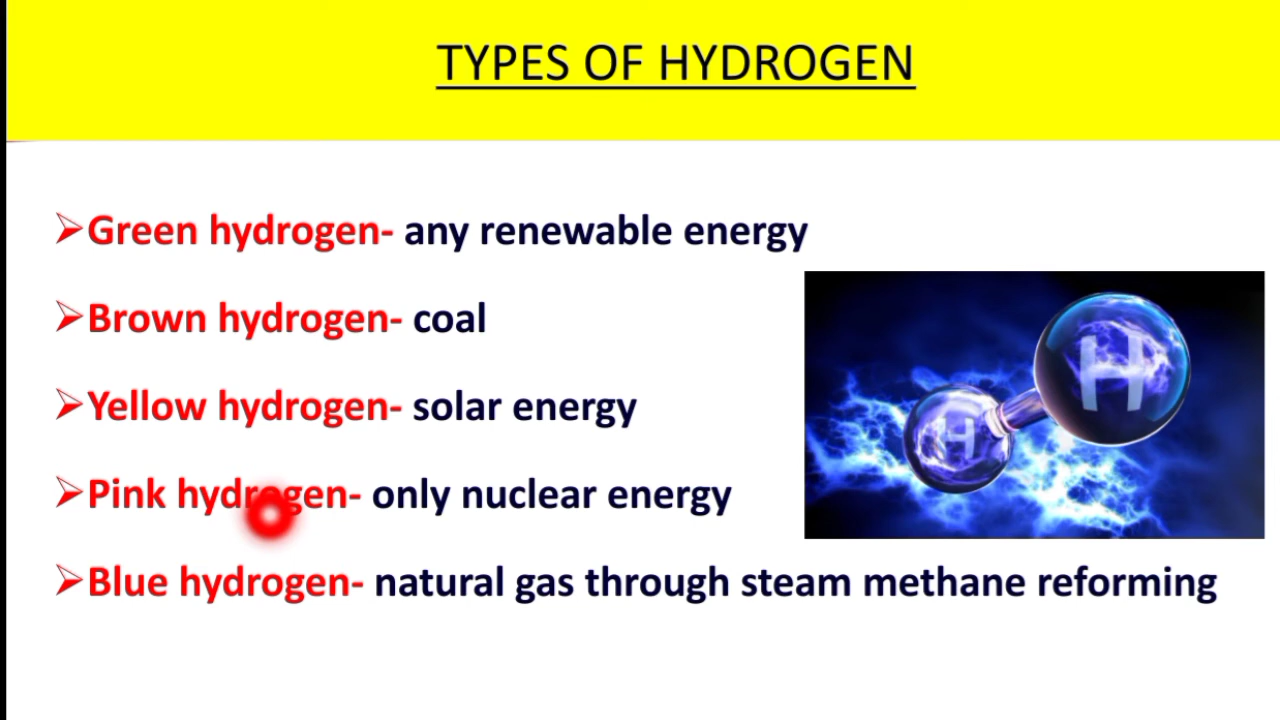 TYPES OF HYDROGEN
➢Green hydrogen- any renewable energy
➢Brown hydrogen- coal
➢Yellow hydrogen- solar energy
➢Pink hydrogen- only nuclear energy
➢Blue hydrogen- natural gas through steam methane reforming
H
H